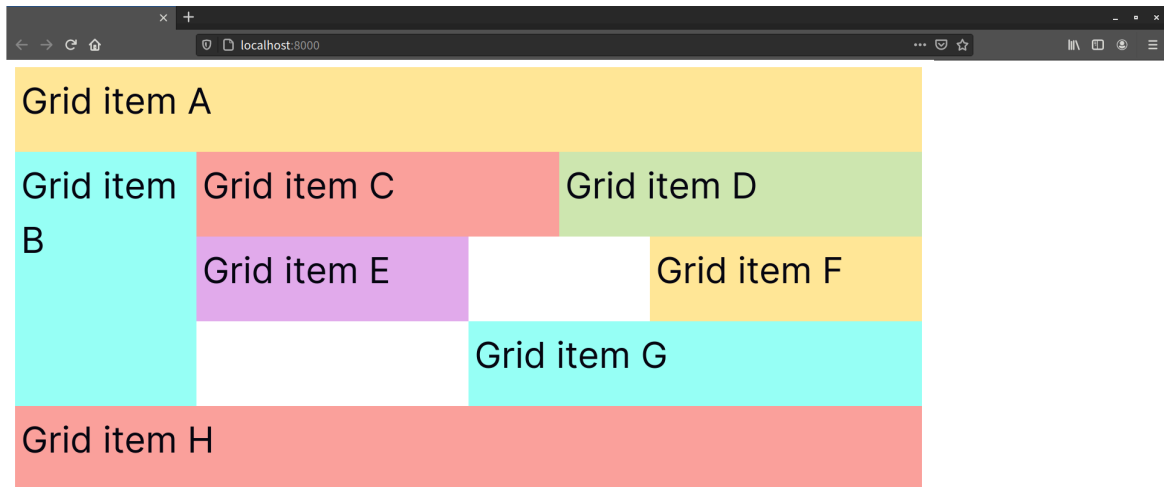 localhost:8000
Grid item A
Grid item
B
Grid item C
Grid item D
Grid item E
Grid item F
Grid item G
Grid item H